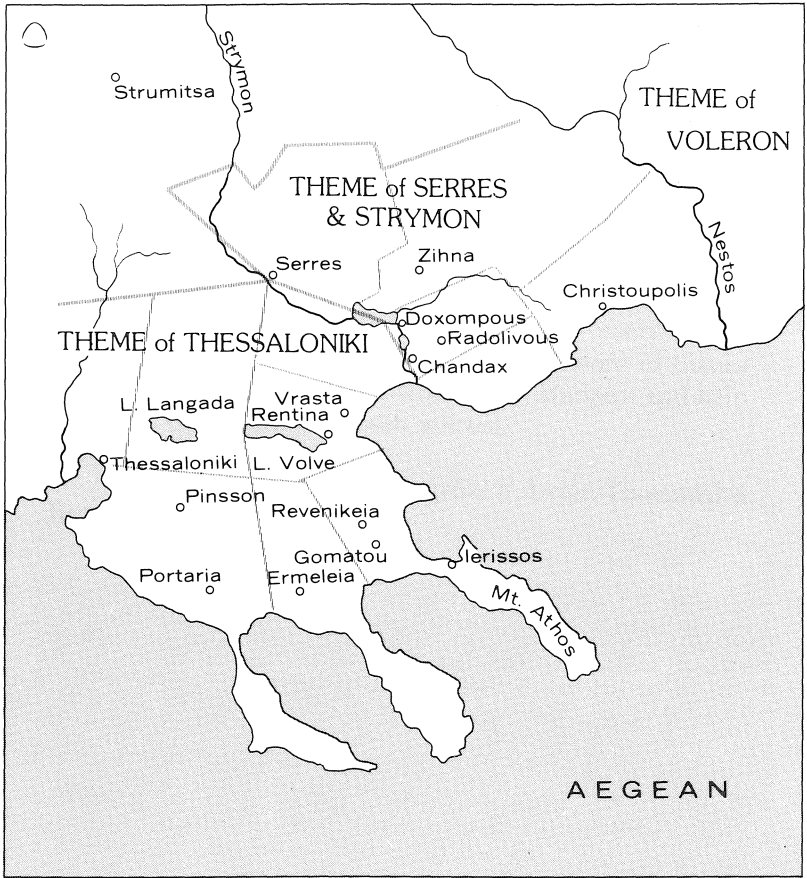 Strymon
Strumitsa
THEME of
VOLERON
THEME of SERRES
& STRYMON
Nestos
Serres
Zihna
Christoupolis
Doxompous
Radolivous
THEME of THESSALONIKI
Chandax
L. Langada
Vrasta
Rentina
Thessaloniki
L. Volve
Pinsson
Revenikeia
Gomatou
Ierissos
Portaria
Ermeleia
Mt. Athos
AEGEAN